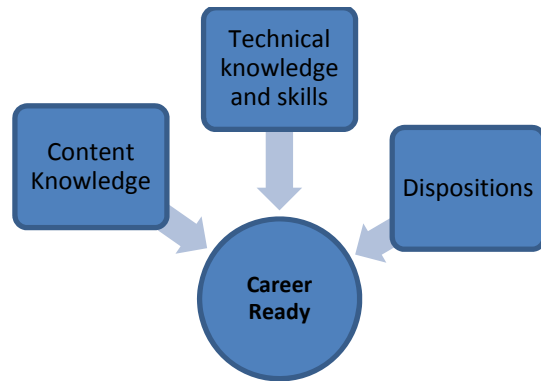 Technical
knowledge
and skills
Content
Knowledge
Dispositions
Career
Ready